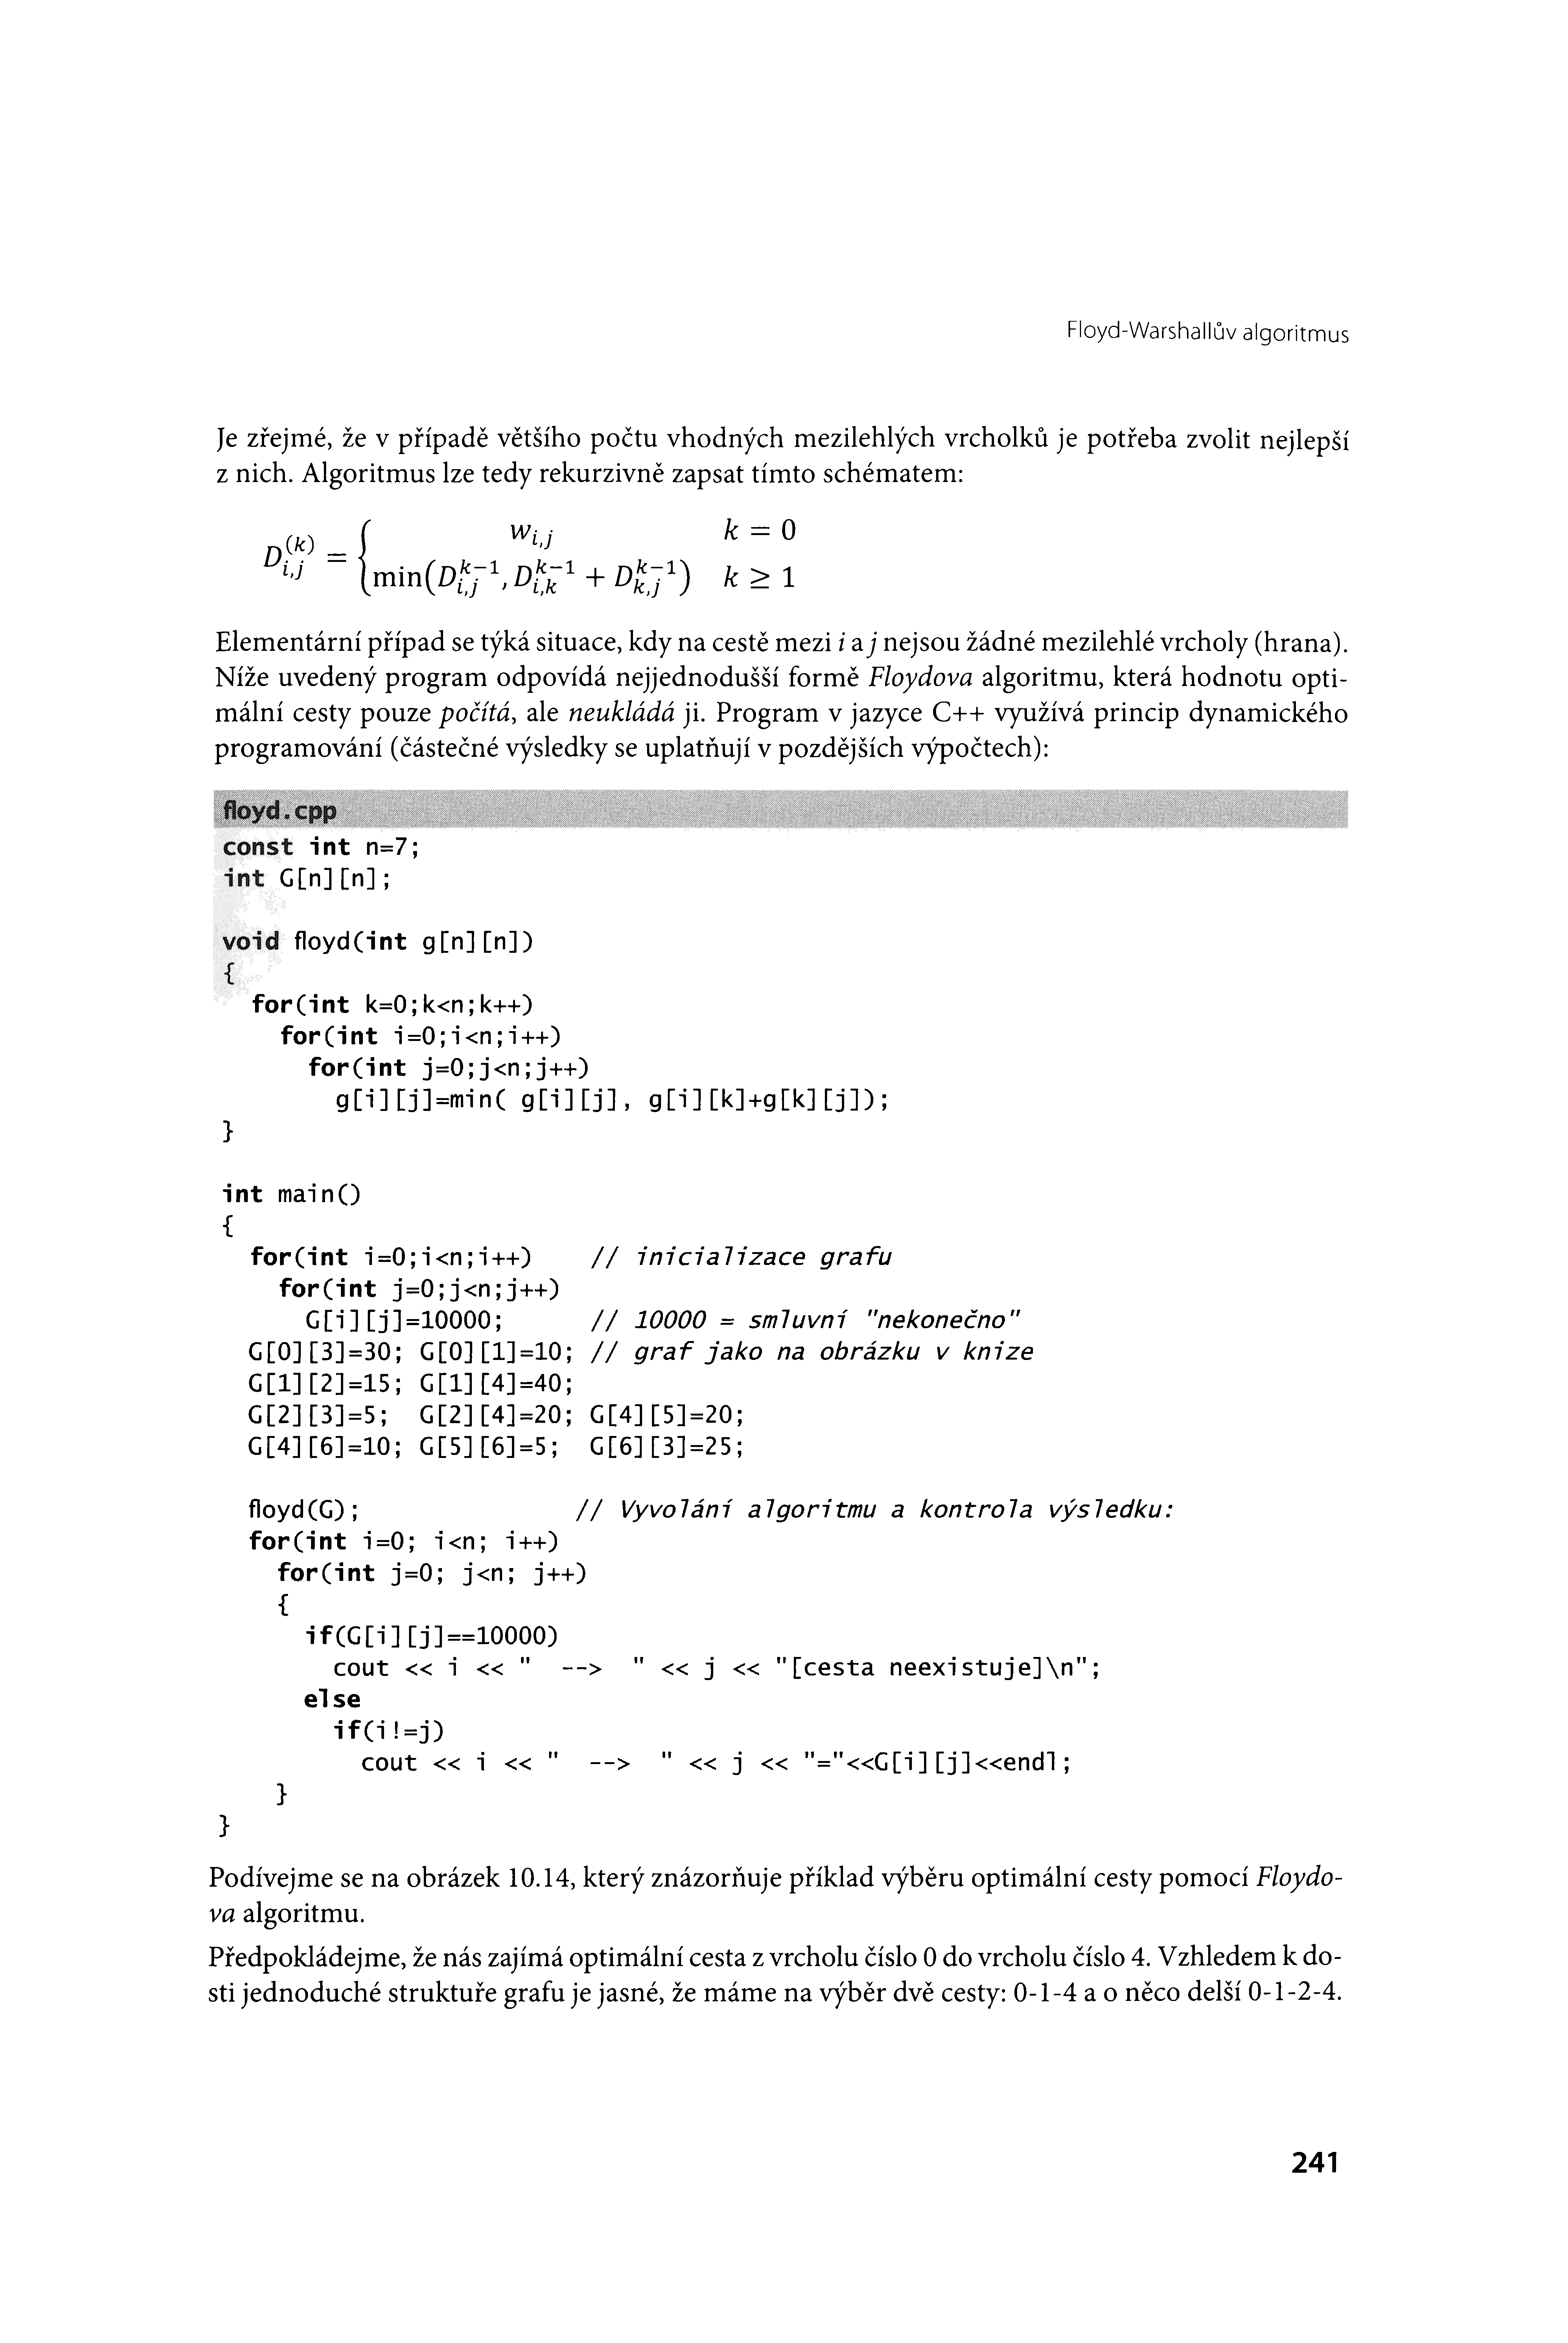 Floyd-Warshallův algoritmus
Je zřejmé, že v případě většího počtu vhodných mezilehlých vrcholků je potřeba zvolit nejlepší
z nich. Algoritmus lze tedy rekurzivně zapsat tímto schématem:
D_{i,j}^{(k)} = { w_{i,j}    k = 0
min(D_{i,j}^{k-1}, D_{i,k}^{k-1} + D_{k,j}^{k-1})    k ≥ 1
Elementární případ se týká situace, kdy na cestě mezi i a j nejsou žádné mezilehlé vrcholy (hrana).
Níže uvedený program odpovídá nejjednodušší formě Floydova algoritmu, která hodnotu opti-
mální cesty pouze počítá, ale neukládá ji. Program v jazyce C++ využívá princip dynamického
programování (částečné výsledky se uplatňují v pozdějších výpočtech):
floyd.cpp
const int n=7;
int G[n][n];
void floyd(int g[n][n])
{
  for(int k=0;k<n;k++)
    for(int i=0;i<n;i++)
      for(int j=0;j<n;j++)
        g[i][j]=min( g[i][j], g[i][k]+g[k][j]);
}
int main()
{
  for(int i=0;i<n;i++)    // inicializace grafu
    for(int j=0;j<n;j++)
      G[i][j]=10000;      // 10000 = smluvní "nekonečno"
  G[0][3]=30; G[0][1]=10; // graf jako na obrázku v knize
  G[1][2]=15; G[1][4]=40;
  G[2][3]=5;  G[2][4]=20; G[4][5]=20;
  G[4][6]=10; G[5][6]=5;  G[6][3]=25;
  floyd(G);               // Vyvolání algoritmu a kontrola výsledku:
  for(int i=0; i<n; i++)
    for(int j=0; j<n; j++)
    {
      if(G[i][j]==10000)
        cout << i << "  -->  " << j << "[cesta neexistuje]\n";
      else
        if(i!=j)
          cout << i << "  -->  " << j << "="<<G[i][j]<<endl;
    }
}
Podívejme se na obrázek 10.14, který znázorňuje příklad výběru optimální cesty pomocí Floydo-
va algoritmu.
Předpokládejme, že nás zajímá optimální cesta z vrcholu číslo 0 do vrcholu číslo 4. Vzhledem k do-
sti jednoduché struktuře grafu je jasné, že máme na výběr dvě cesty: 0-1-4 a o něco delší 0-1-2-4.
241